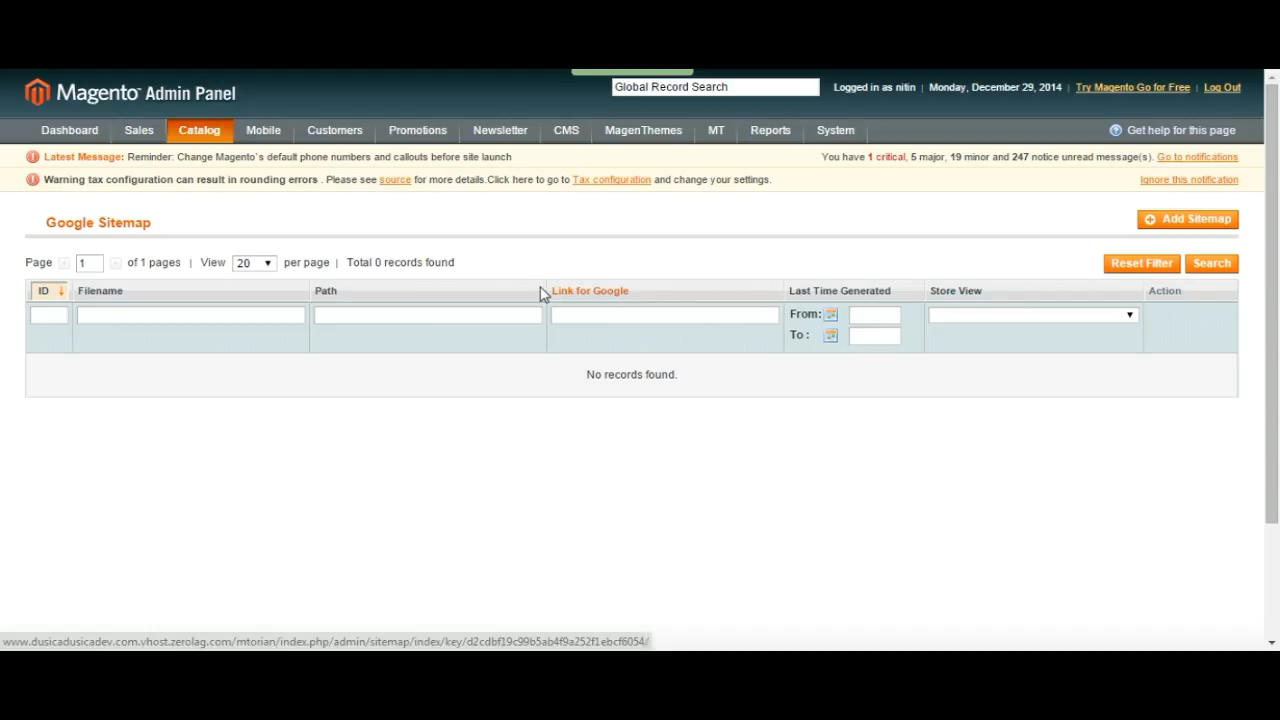 Magento Admin Panel
Global Record Search
Logged in as nitin | Monday, December 29, 2014 | Try Magento Go for Free | Log Out
Dashboard Sales Catalog Mobile Customers Promotions Newsletter CMS MagenThemes MT Reports System
Get help for this page
Latest Message: Reminder: Change Magento`s default phone numbers and callouts before site launch
You have 1 critical, 5 major, 19 minor and 247 notice unread message(s). Go to notifications
Warning tax configuration can result in rounding errors . Please see source for more details.Click here to go to Tax configuration and change your settings.
Ignore this notification
Google Sitemap
Add Sitemap
Page 1 of 1 pages | View 20 per page | Total 0 records found
Reset Filter Search
ID Filename Path Link for Google Last Time Generated Store View Action
From:
To :
No records found.
www.dusicadusicadev.com.vhost.zerolag.com/mtorian/index.php/admin/sitemap/index/key/d2cdbf19c99b5ab4f9a252f1ebcf6054/